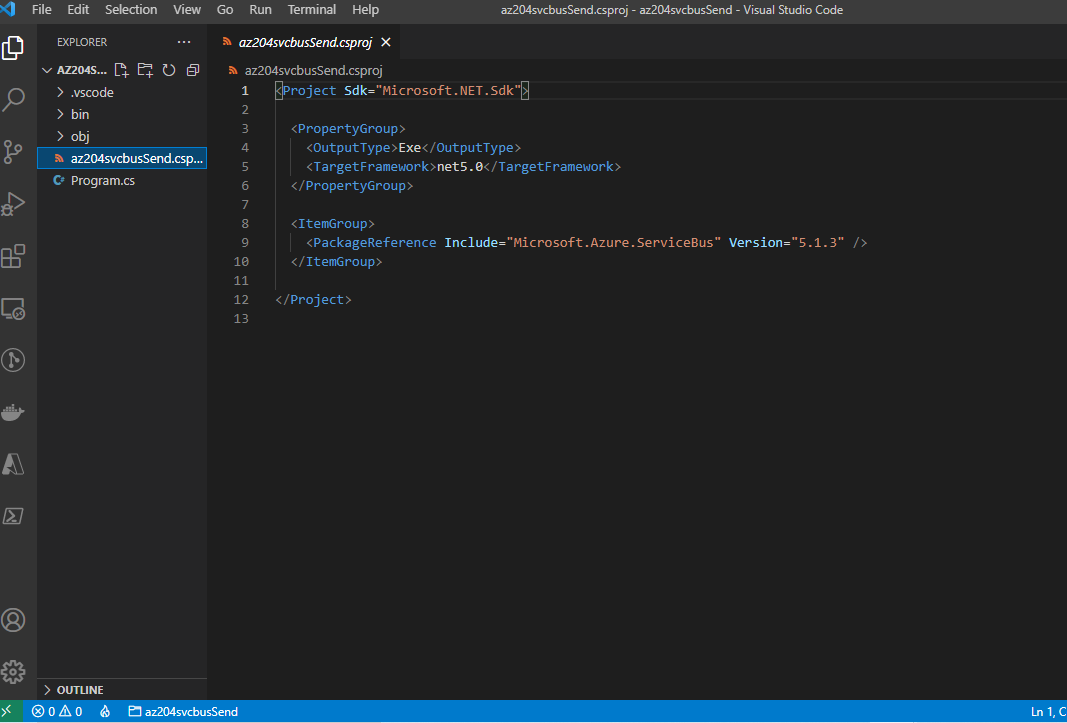 File Edit Selection View Go Run Terminal Help
az204svcbusSend.csproj - az204svcbusSend - Visual Studio Code
EXPLORER
AZ204S...
.vscode
bin
obj
az204svcbusSend.csp...
Program.cs
OUTLINE
az204svcbusSend.csproj
az204svcbusSend.csproj
1 <Project Sdk="Microsoft.NET.Sdk">
2
3 <PropertyGroup>
4 <OutputType>Exe</OutputType>
5 <TargetFramework>net5.0</TargetFramework>
6 </PropertyGroup>
7
8 <ItemGroup>
9 <PackageReference Include="Microsoft.Azure.ServiceBus" Version="5.1.3" />
10 </ItemGroup>
11
12 </Project>
13
0 0 az204svcbusSend Ln 1, C